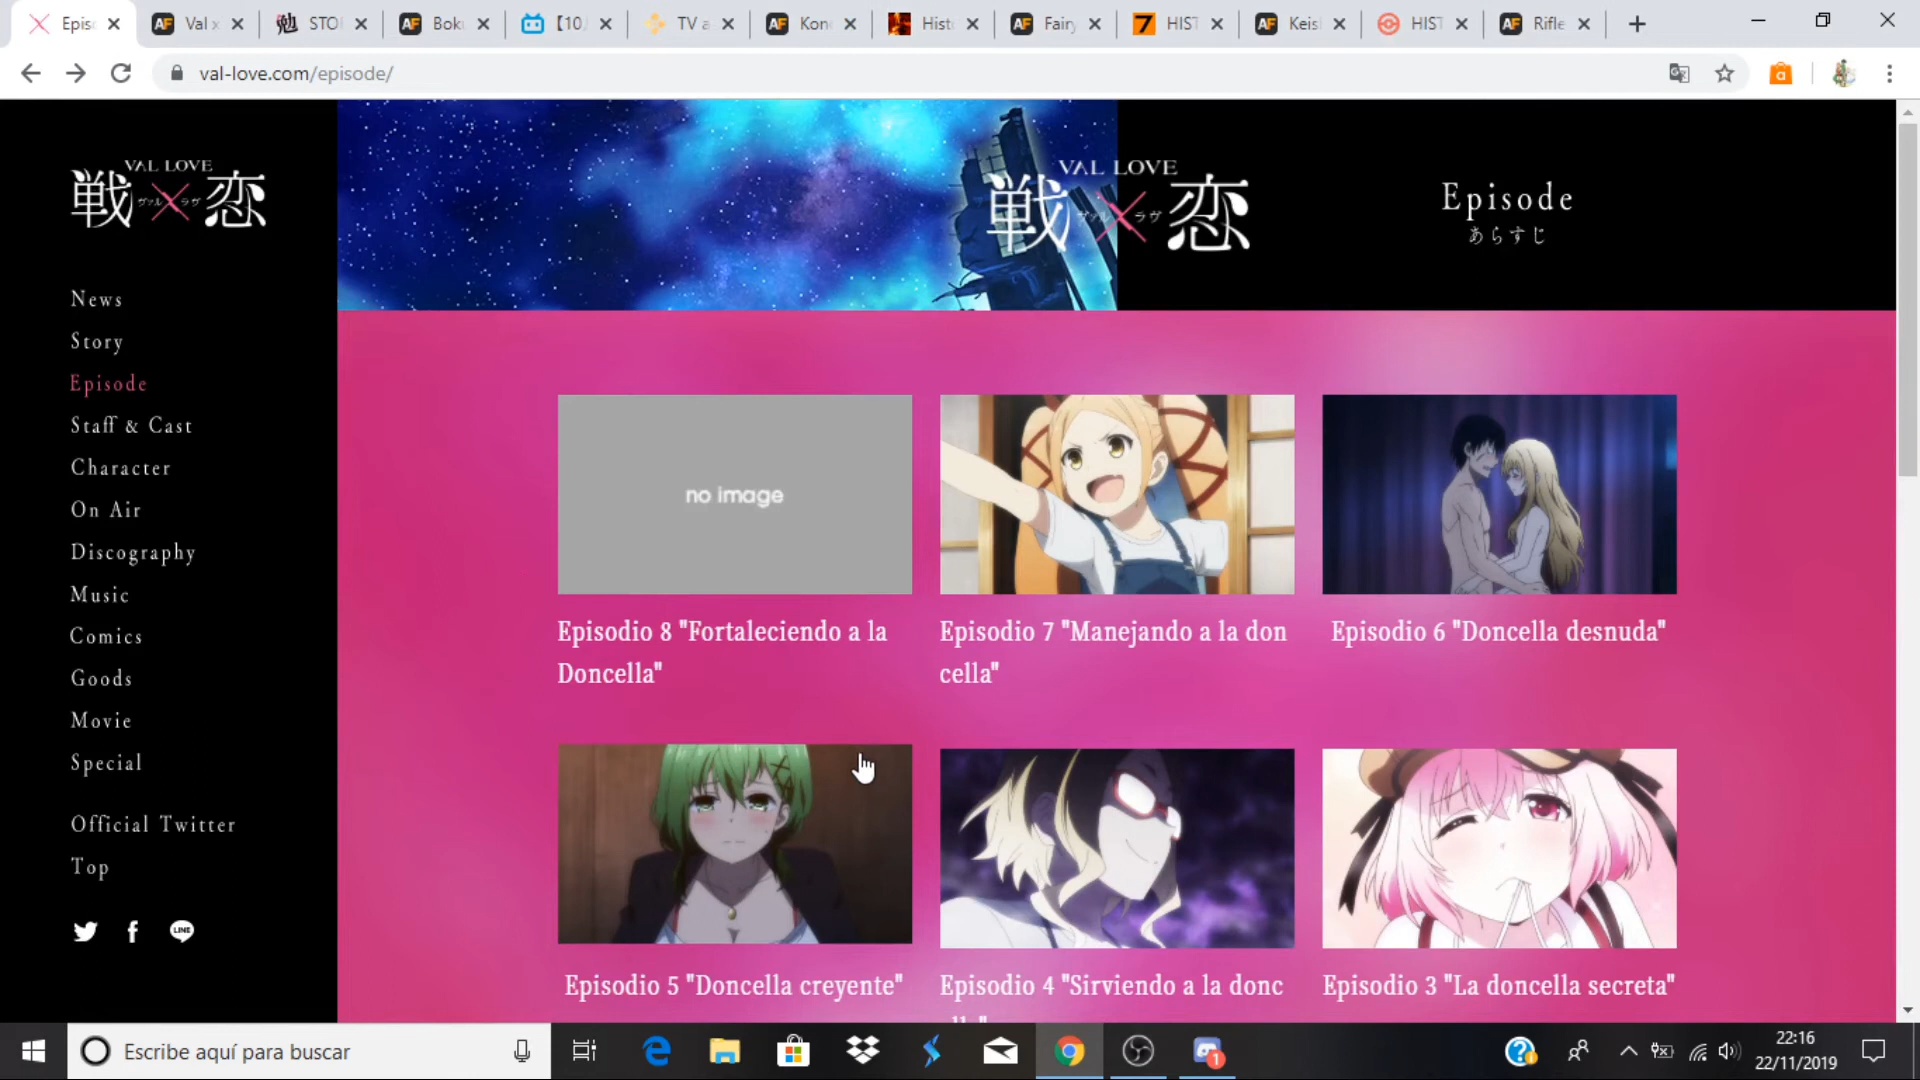 Epis
Val x
STO
Bok
【10
TV a
Kon
Hist
Fairy
HIST
Keis
HIST
Rifle
val-love.com/episode/
VAL LOVE
戦×恋
ヴァル ラヴ
VAL LOVE
戦×恋
ヴァル ラヴ
Episode
あらすじ
News
Story
Episode
Staff & Cast
Character
On Air
Discography
Music
Comics
Goods
Movie
Special
Official Twitter
Top
LINE
no image
Episodio 8 "Fortaleciendo a la
Doncella"
Episodio 7 "Manejando a la don
cella"
Episodio 6 "Doncella desnuda"
Episodio 5 "Doncella creyente"
Episodio 4 "Sirviendo a la donc
Episodio 3 "La doncella secreta"
Escribe aquí para buscar
1
22:16
22/11/2019